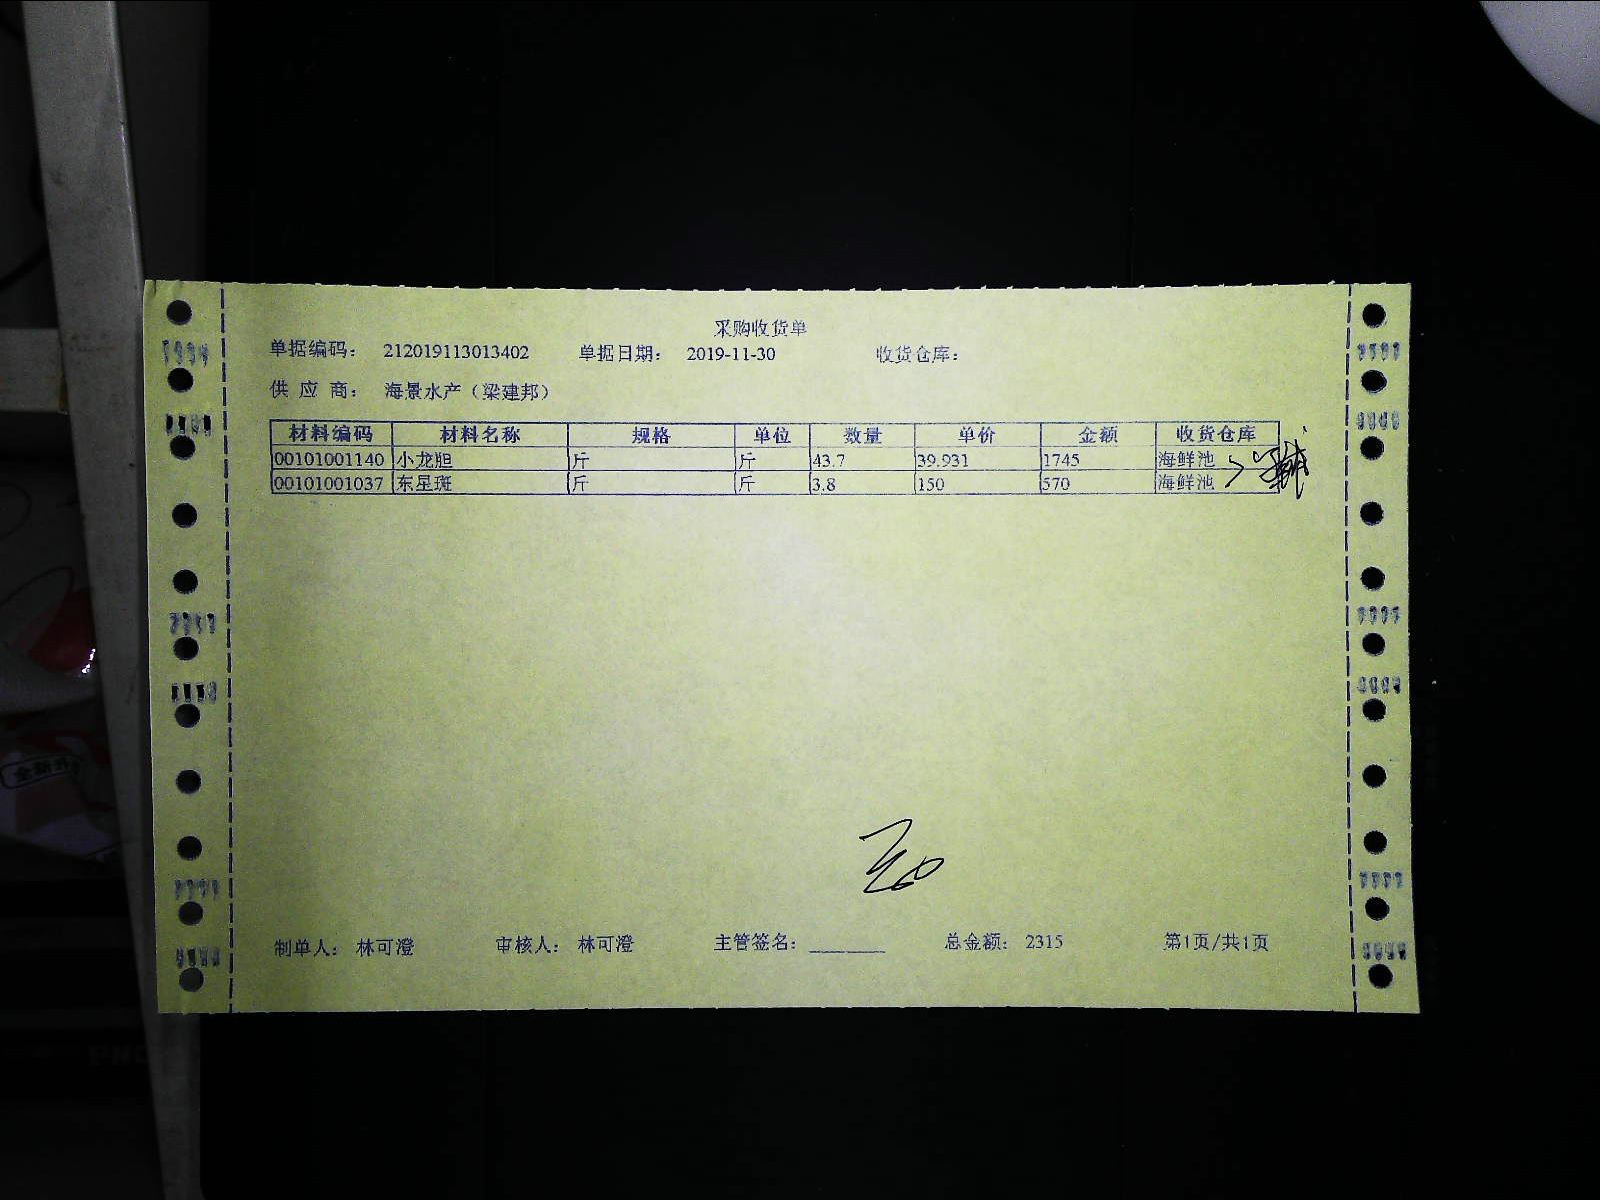 采购收货单
单据编码： 212019113013402 单据日期： 2019-11-30 收货仓库：
供 应 商： 海景水产（梁建邦）
材料编码 材料名称 规格 单位 数量 单价 金额 收货仓库
00101001140 小龙胆 斤 斤 43.7 39.931 1745 海鲜池
00101001037 东星斑 斤 斤 3.8 150 570 海鲜池
制单人： 林可澄 审核人： 林可澄 主管签名：________ 总金额： 2315 第1页/共1页